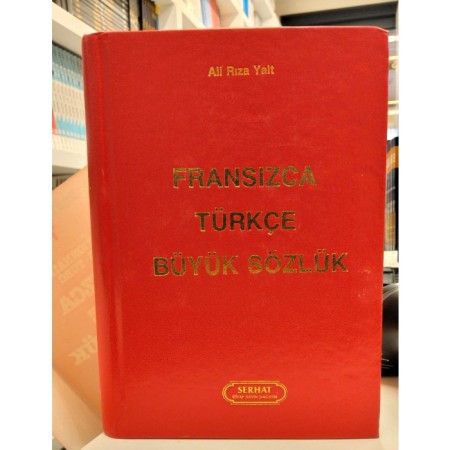 Ali Rıza Yalt
FRANSIZCA
TÜRKÇE
BÜYÜK SÖZLÜK
SERHAT